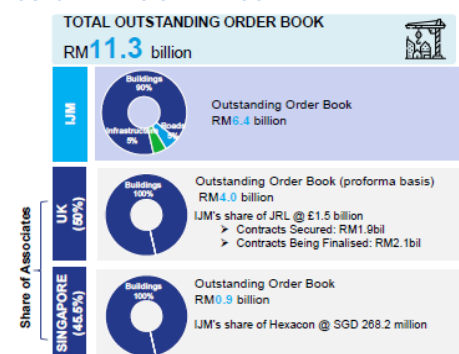 TOTAL OUTSTANDING ORDER BOOK
RM11.3 billion
IJM
Buildings
90%
Infrastructure
5%
Roads
5%
Outstanding Order Book
RM6.4 billion
Share of Associates
UK
(50%)
Buildings
100%
Outstanding Order Book (proforma basis)
RM4.0 billion
IJM's share of JRL @ £1.5 billion
➢ Contracts Secured: RM1.9bil
➢ Contracts Being Finalised: RM2.1bil
SINGAPORE
(45.5%)
Buildings
100%
Outstanding Order Book
RM0.9 billion
IJM's share of Hexacon @ SGD 268.2 million